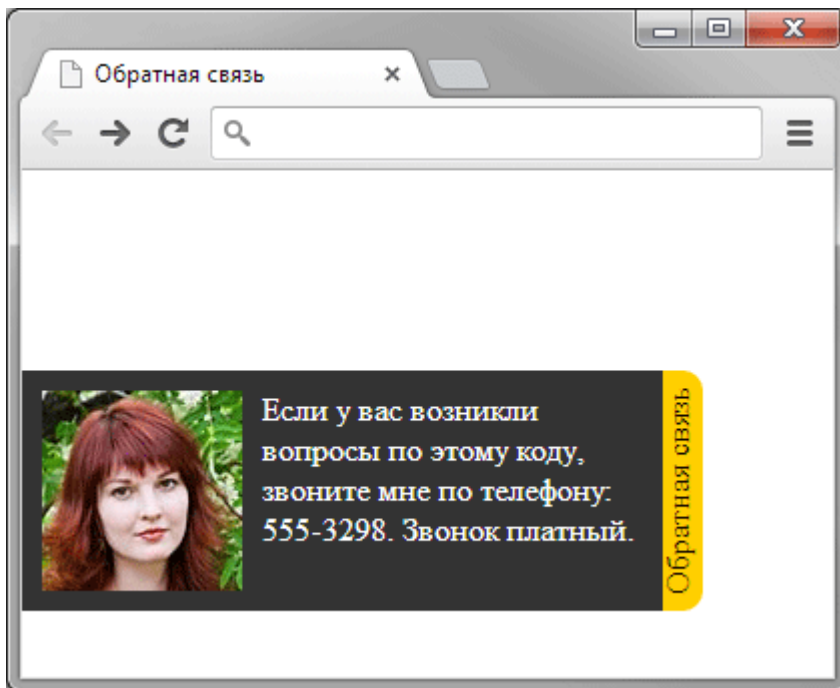 Обратная связь
Если у вас возникли
вопросы по этому коду,
звоните мне по телефону:
555-3298. Звонок платный.
Обратная связь